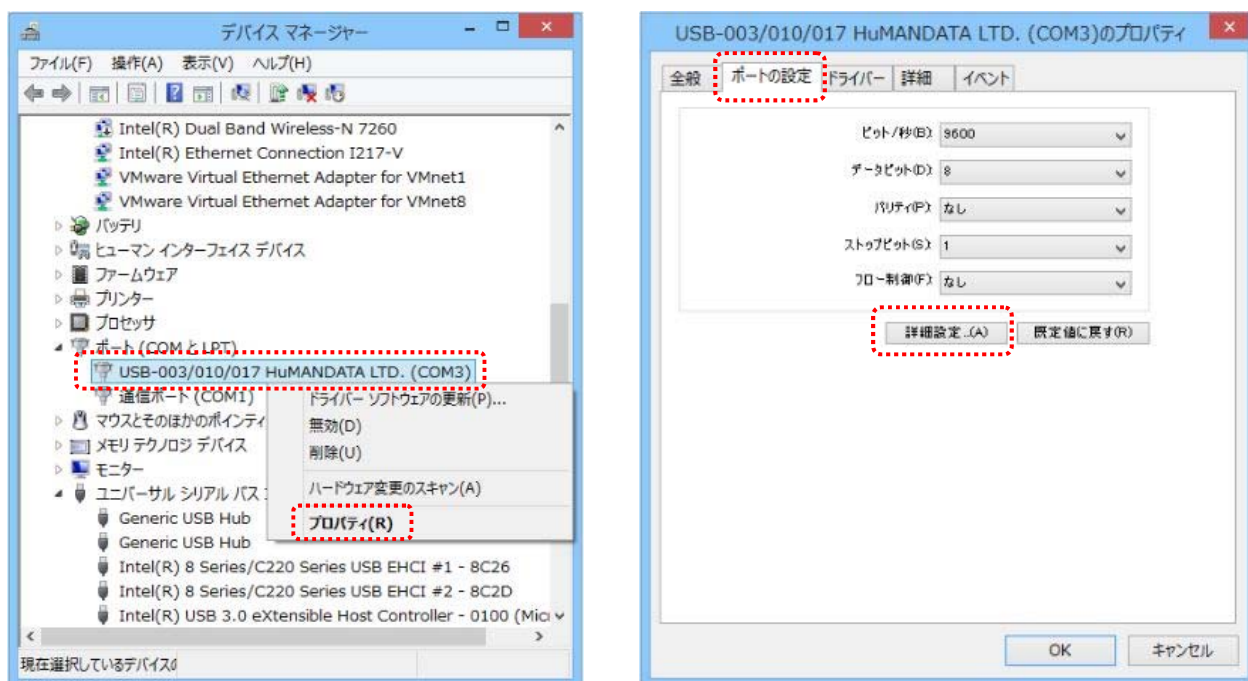 デバイス マネージャー
ファイル(F) 操作(A) 表示(V) ヘルプ(H)
Intel(R) Dual Band Wireless-N 7260
Intel(R) Ethernet Connection I217-V
VMware Virtual Ethernet Adapter for VMnet1
VMware Virtual Ethernet Adapter for VMnet8
バッテリ
ヒューマン インターフェイス デバイス
ファームウェア
プリンター
プロセッサ
ポート (COM と LPT)
USB-003/010/017 HuMANDATA LTD. (COM3)
通信ポート (COM1)
マウスとそのほかのポインティ
メモリ テクノロジ デバイス
モニター
ユニバーサル シリアル バス
Generic USB Hub
Generic USB Hub
Intel(R) 8 Series/C220 Series USB EHCI #1 - 8C26
Intel(R) 8 Series/C220 Series USB EHCI #2 - 8C2D
Intel(R) USB 3.0 eXtensible Host Controller - 0100 (Micr
現在選択しているデバイスの
ドライバー ソフトウェアの更新(P)...
無効(D)
削除(U)
ハードウェア変更のスキャン(A)
プロパティ(R)
USB-003/010/017 HuMANDATA LTD. (COM3)のプロパティ
全般 ポートの設定 ドライバー 詳細 イベント
ビット/秒(B): 9600
データ ビット(D): 8
パリティ(P): なし
ストップ ビット(S): 1
フロー制御(F): なし
詳細設定...(A) 既定値に戻す(R)
OK キャンセル